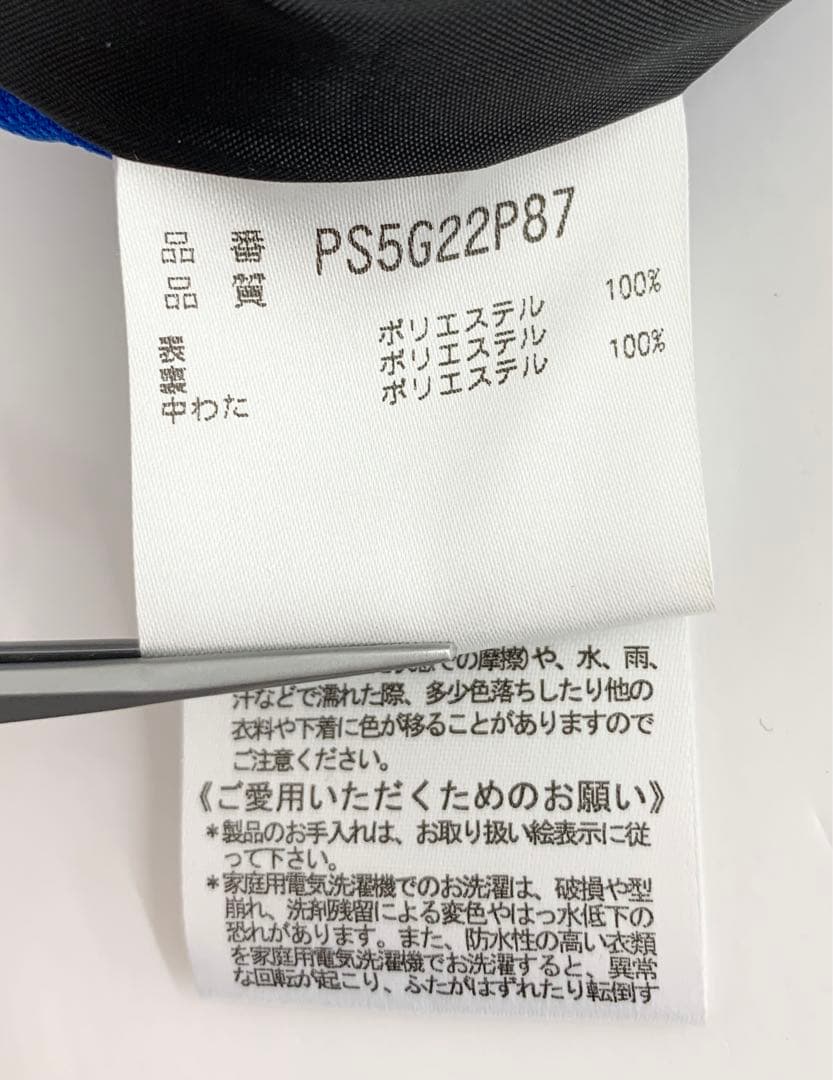 品 番 PS5G22P87
品 質
ポリエステル 100%
ポリエステル 100%
中わた ポリエステル
の摩擦)や、水、雨、
汗などで濡れた際、多少色落ちしたり他の
衣料や下着に色が移ることがありますので
ご注意ください。
《ご愛用いただくためのお願い》
*製品のお手入れは、お取り扱い絵表示に従
って下さい。
*家庭用電気洗濯機でのお洗濯は、破損や型
崩れ、洗剤残留による変色やはっ水低下の
恐れがあります。また、防水性の高い衣類
を家庭用電気洗濯機でお洗濯すると、異常
な回転が起こり、ふたがはずれたり転倒す